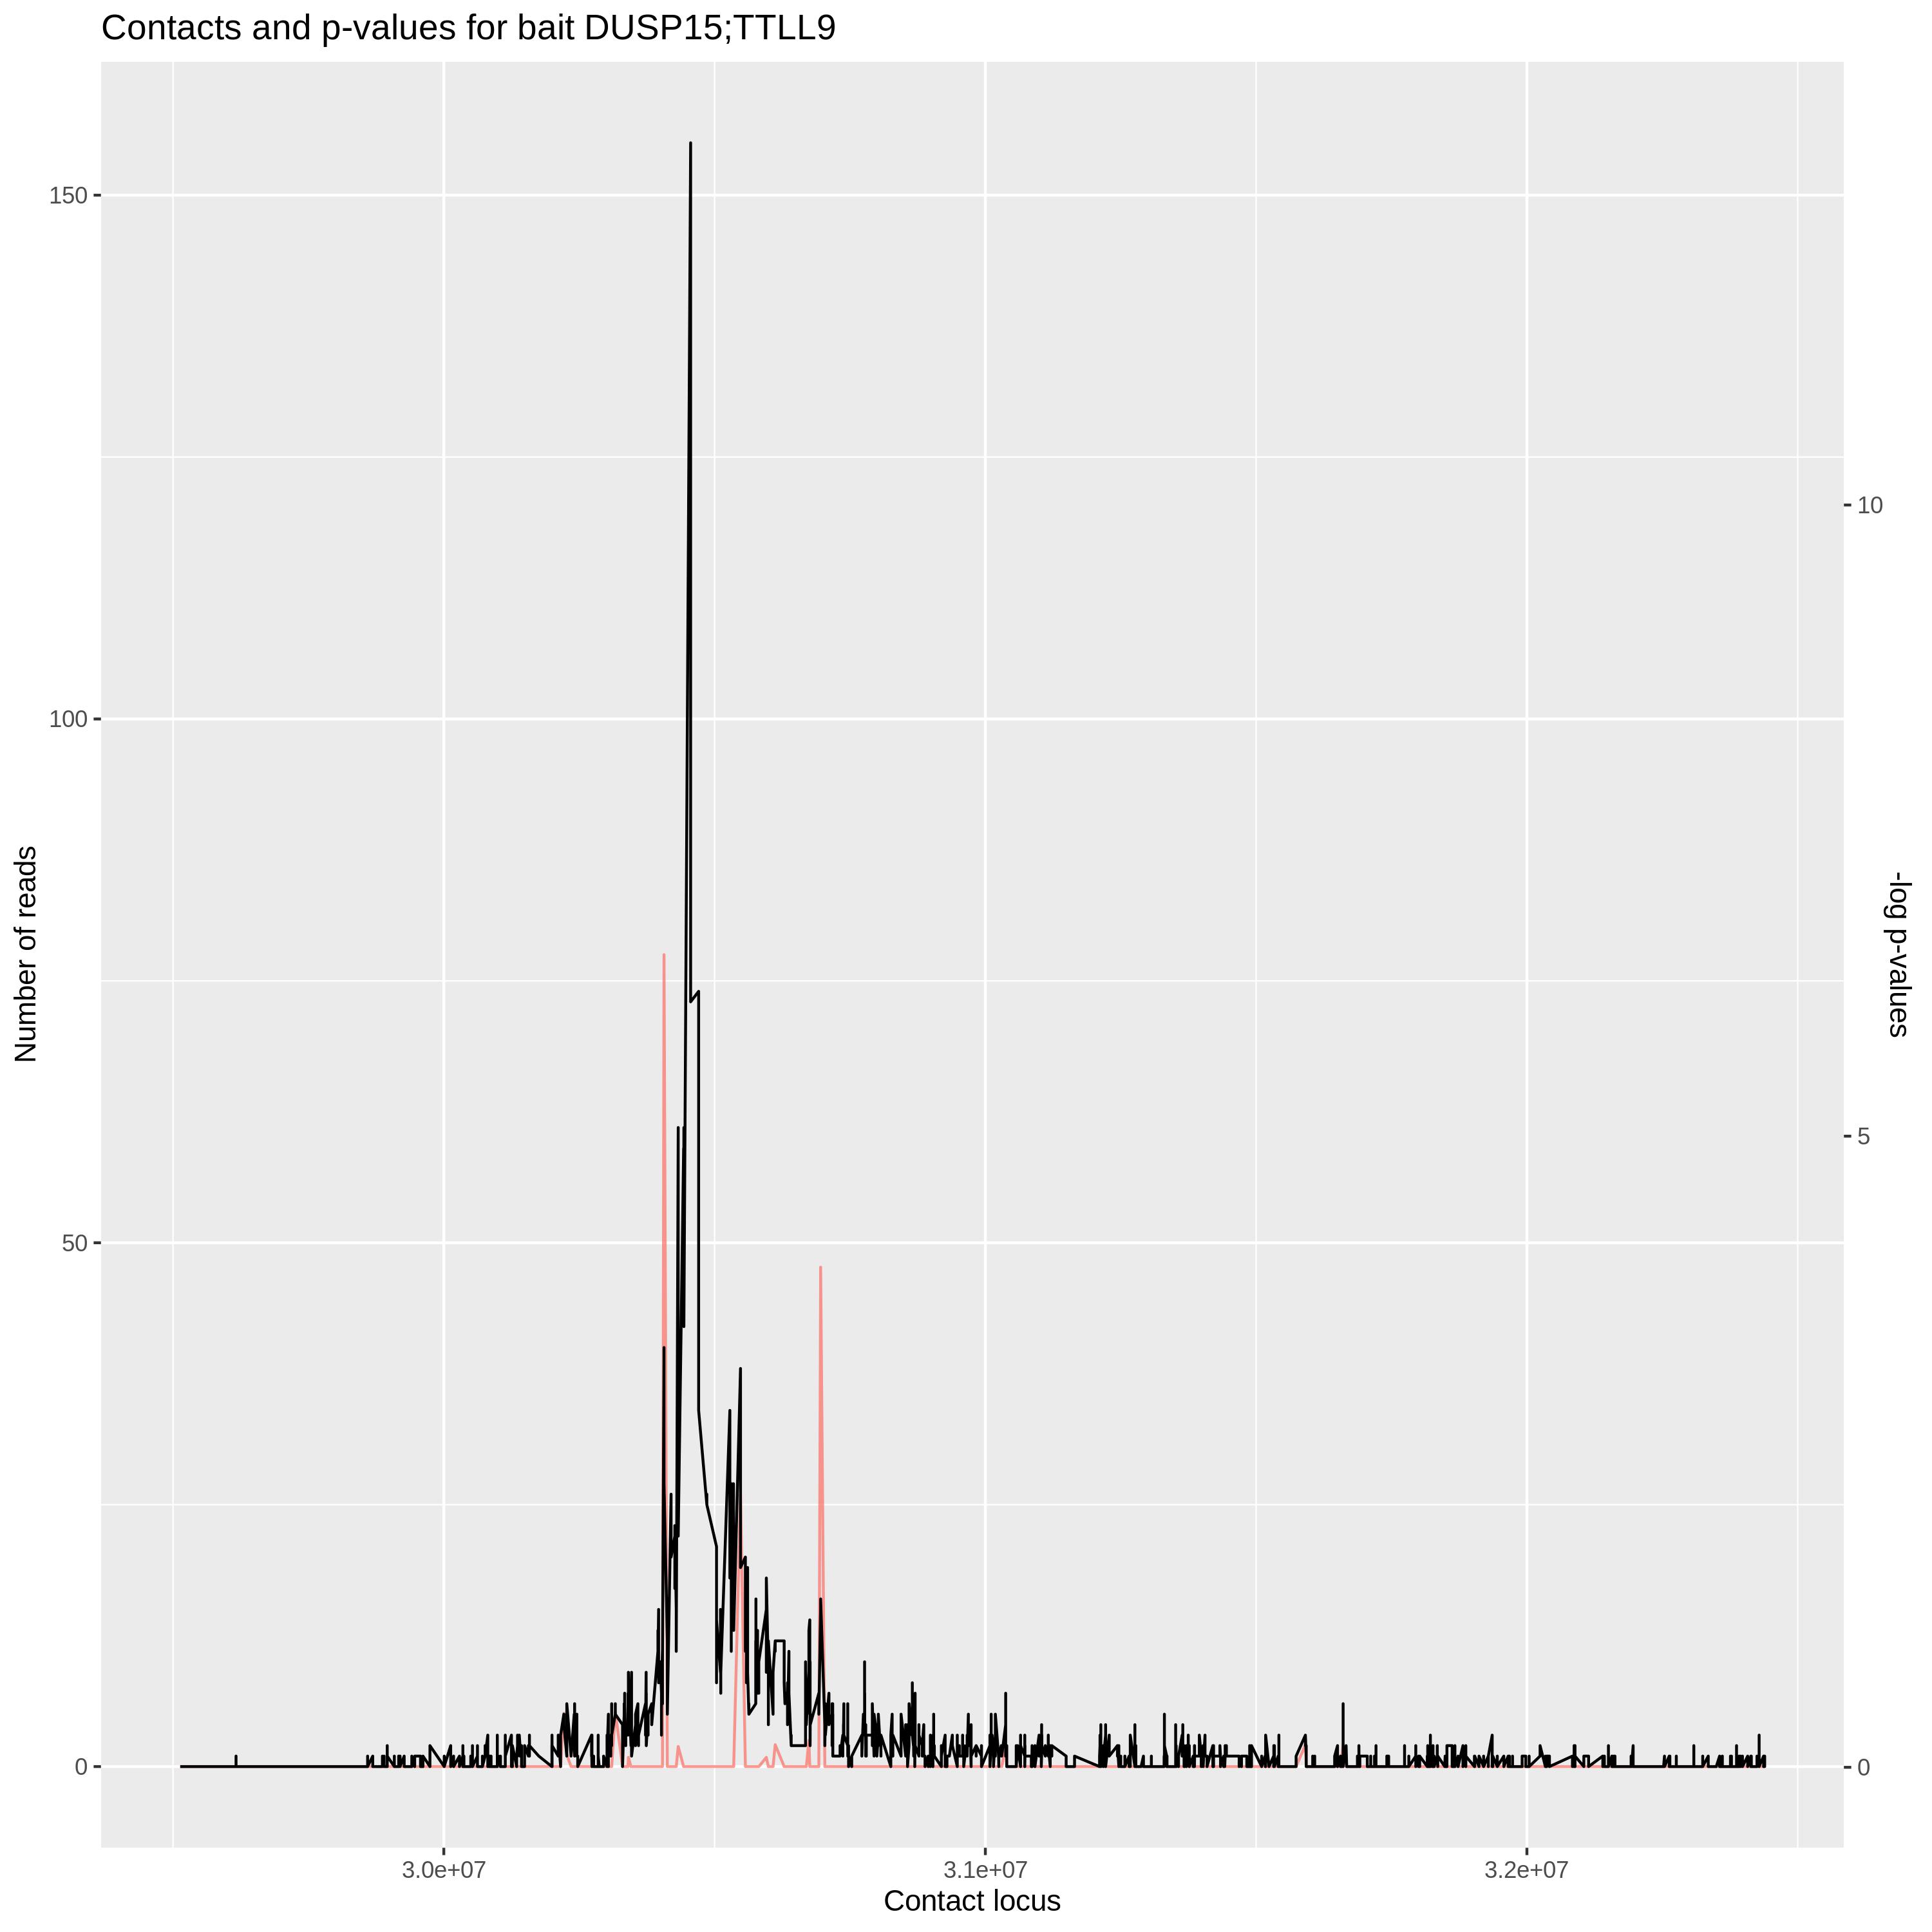 Contacts and p-values for bait DUSP15;TTLL9
150
100
50
0
Number of reads
10
5
0
-log p-values
3.0e+07
3.1e+07
3.2e+07
Contact locus